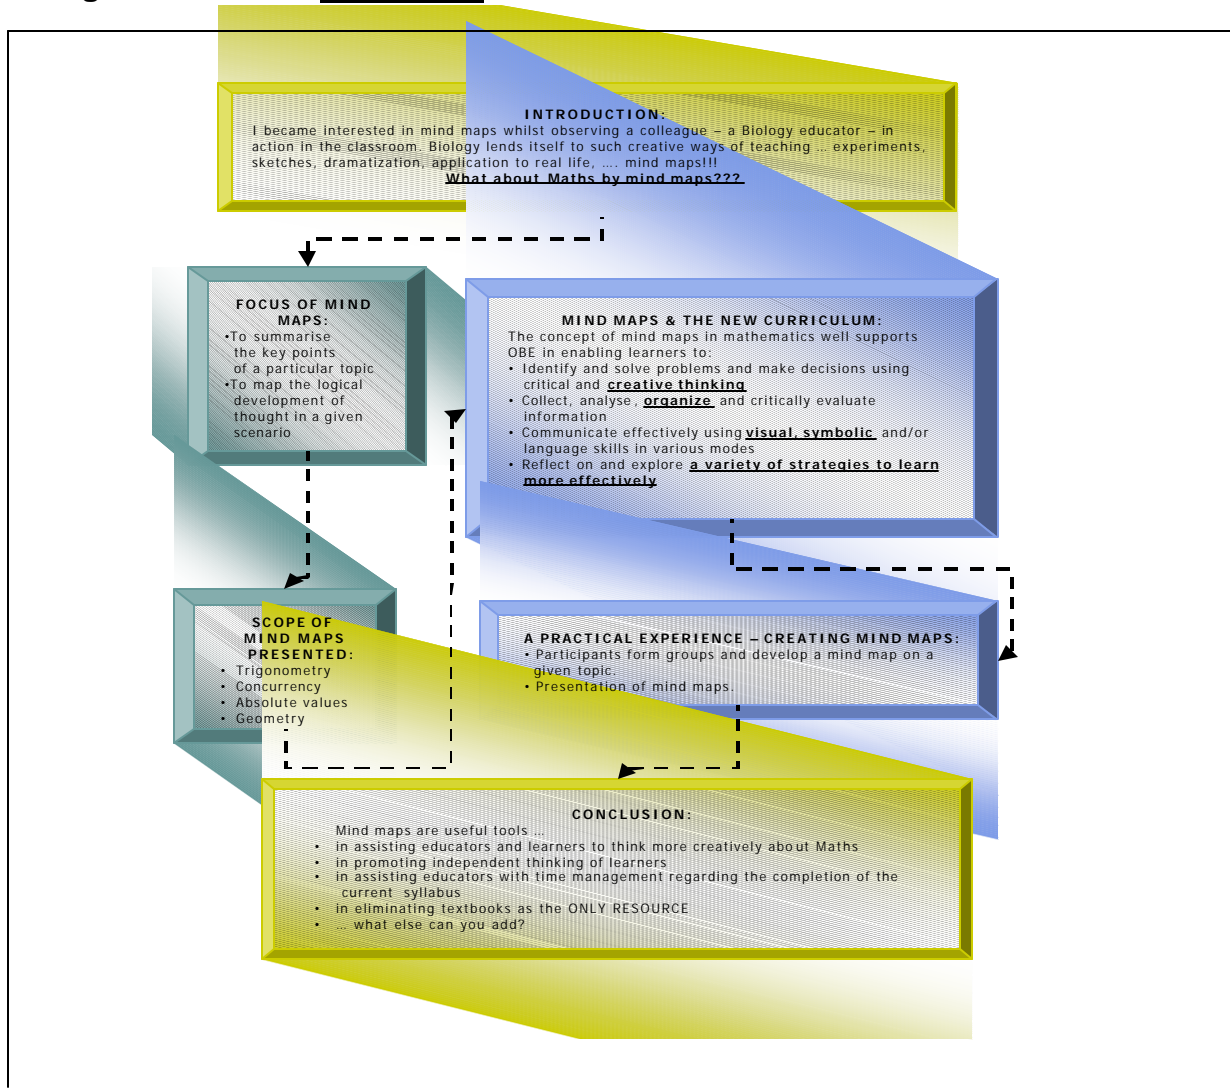 INTRODUCTION:
I became interested in mind maps whilst observing a colleague – a Biology educator – in
action in the classroom. Biology lends itself to such creative ways of teaching … experiments,
sketches, dramatization, application to real life, …. mind maps!!!
What about Maths by mind maps???
FOCUS OF MIND
MAPS:
•To summarise
the key points
of a particular topic
•To map the logical
development of
thought in a given
scenario
MIND MAPS & THE NEW CURRICULUM:
The concept of mind maps in mathematics well supports
OBE in enabling learners to:
• Identify and solve problems and make decisions using
critical and creative thinking
• Collect, analyse, organize and critically evaluate
information
• Communicate effectively using visual, symbolic and/or
language skills in various modes
• Reflect on and explore a variety of strategies to learn
more effectively
SCOPE OF
MIND MAPS
PRESENTED:
• Trigonometry
• Concurrency
• Absolute values
• Geometry
A PRACTICAL EXPERIENCE – CREATING MIND MAPS:
• Participants form groups and develop a mind map on a
given topic.
• Presentation of mind maps.
CONCLUSION:
Mind maps are useful tools …
• in assisting educators and learners to think more creatively about Maths
• in promoting independent thinking of learners
• in assisting educators with time management regarding the completion of the
current syllabus
• in eliminating textbooks as the ONLY RESOURCE
• … what else can you add?